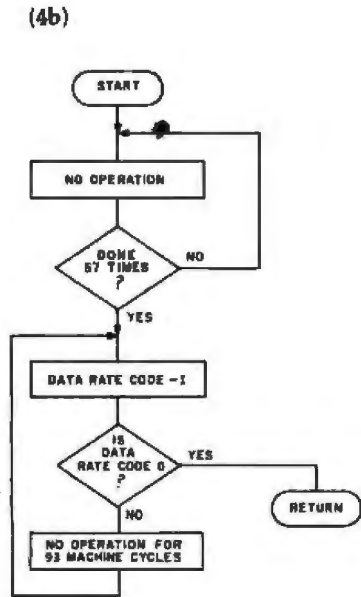 (4b)
START
NO OPERATION
DONE
67 TIMES
?
NO
YES
DATA RATE CODE -1
IS
DATA
RATE CODE 0
?
YES
NO
RETURN
NO OPERATION FOR
93 MACHINE CYCLES